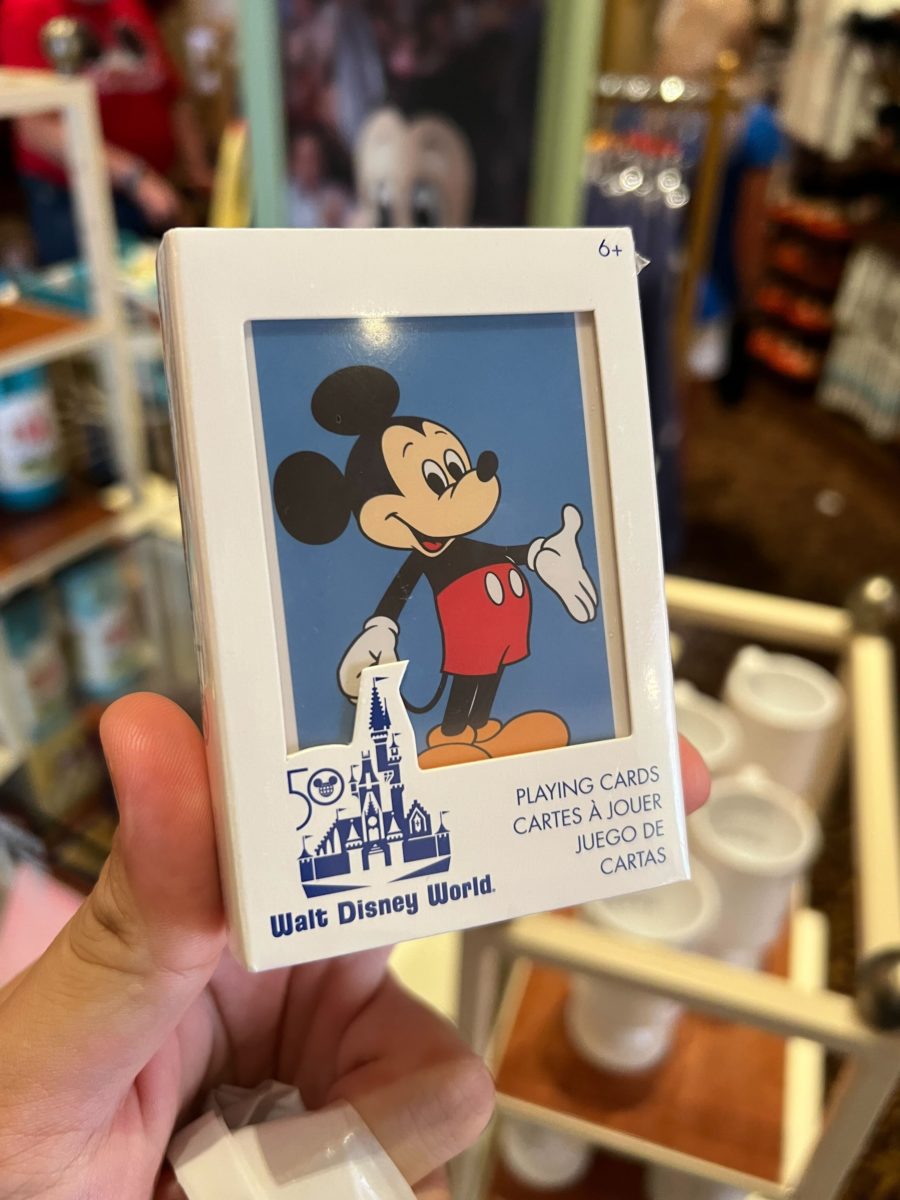 6+
50
PLAYING CARDS
CARTES À JOUER
JUEGO DE
CARTAS
Walt Disney World.